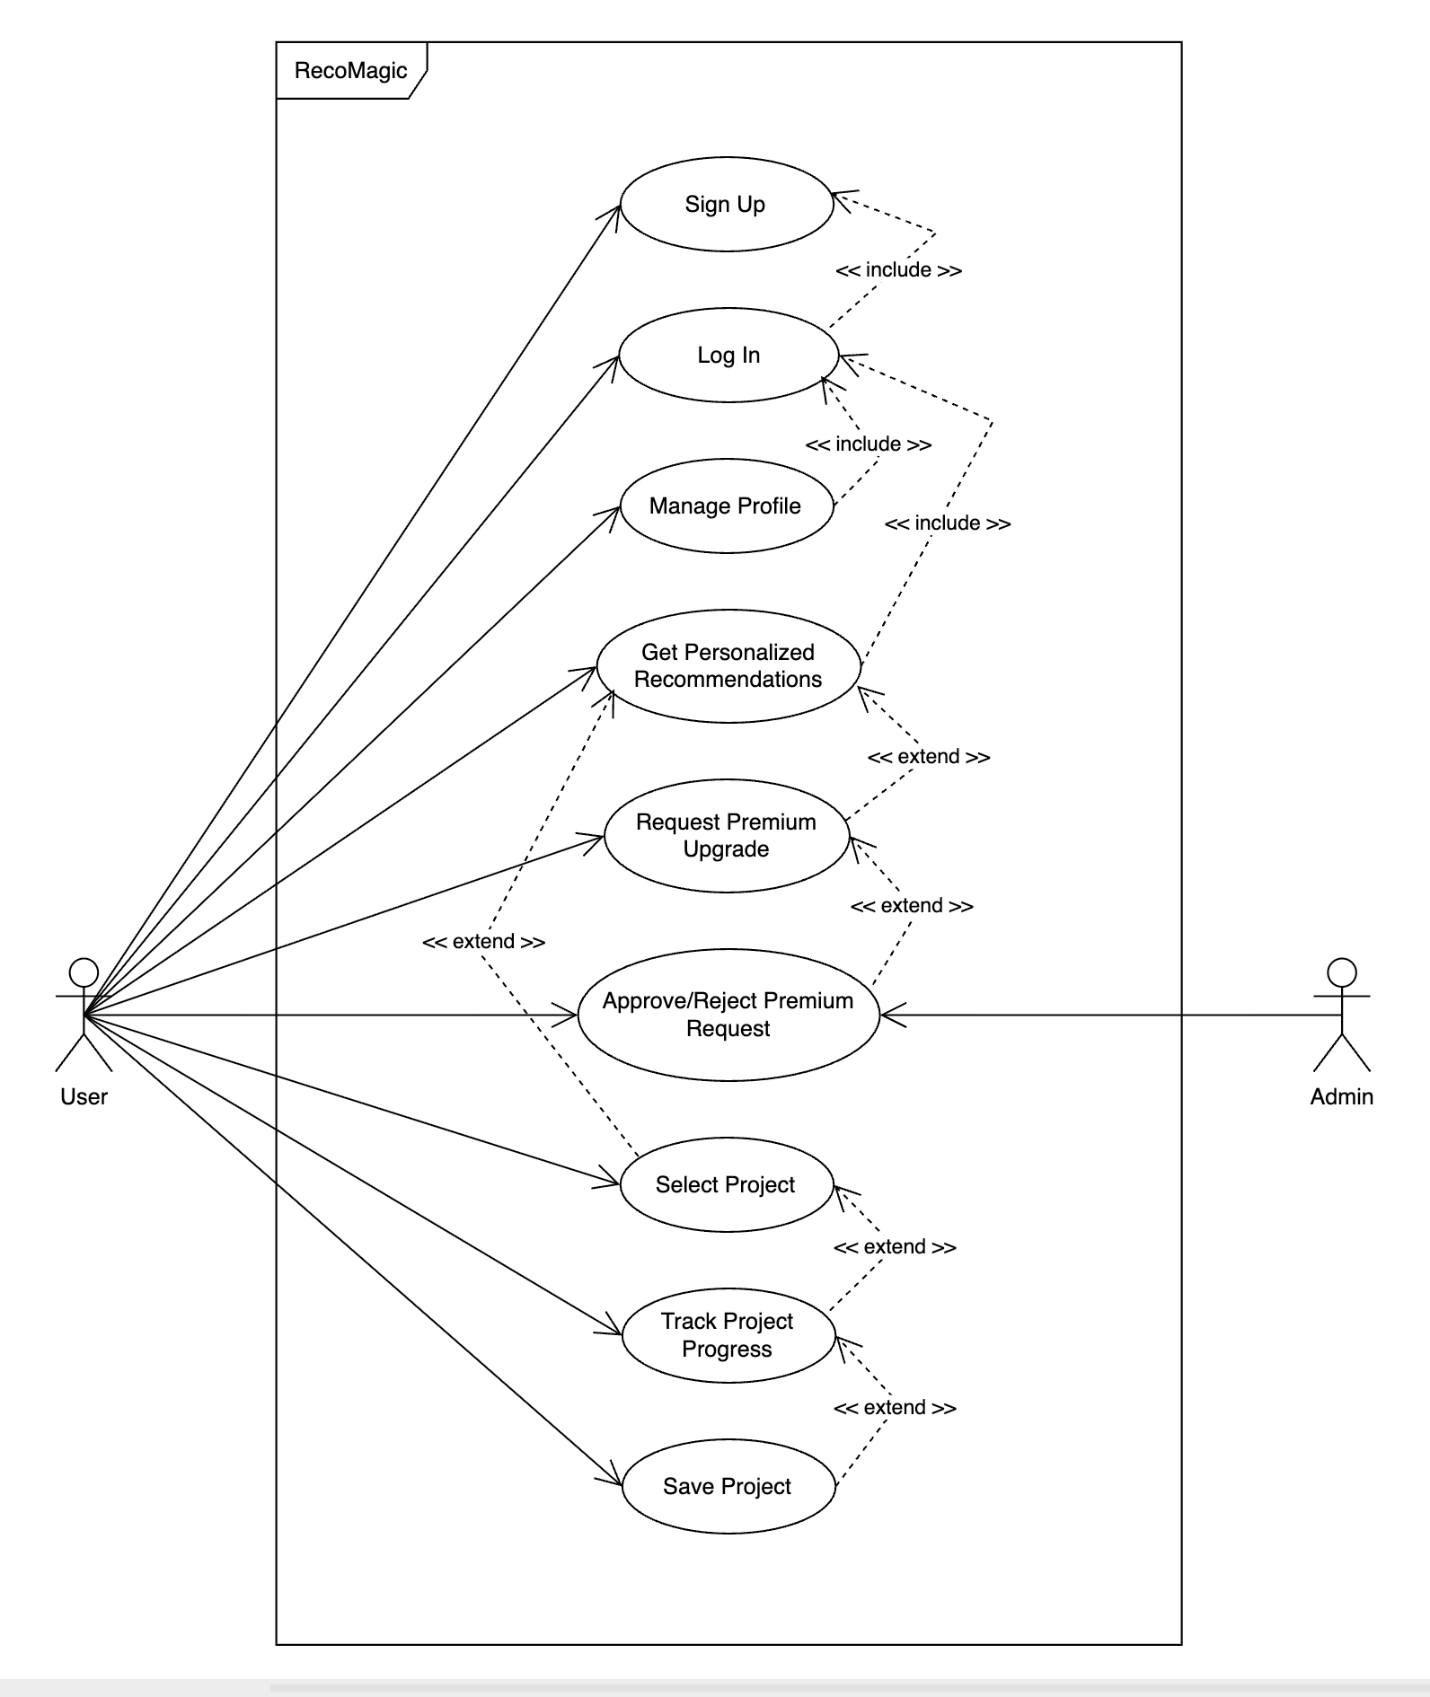 RecoMagic
Sign Up
<< include >>
Log In
<< include >>
Manage Profile
<< include >>
Get Personalized
Recommendations
<< extend >>
Request Premium
Upgrade
<< extend >>
<< extend >>
Approve/Reject Premium
Request
User
Admin
Select Project
<< extend >>
Track Project
Progress
<< extend >>
Save Project